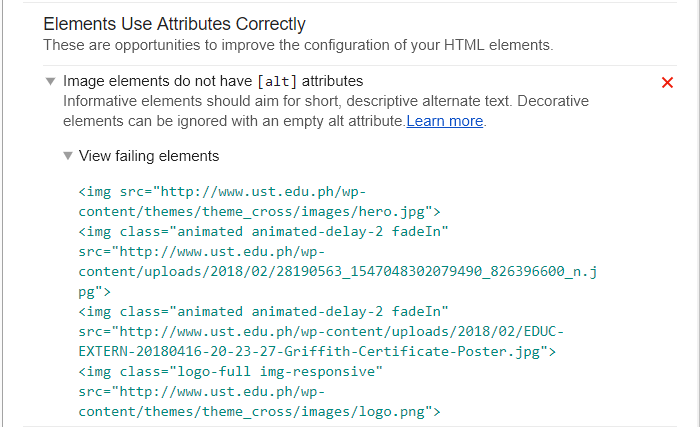 Elements Use Attributes Correctly
These are opportunities to improve the configuration of your HTML elements.
Image elements do not have [alt] attributes
Informative elements should aim for short, descriptive alternate text. Decorative
elements can be ignored with an empty alt attribute.Learn more.
View failing elements
<img src="http://www.ust.edu.ph/wp-
content/themes/theme_cross/images/hero.jpg">
<img class="animated animated-delay-2 fadeIn"
src="http://www.ust.edu.ph/wp-
content/uploads/2018/02/28190563_1547048302079490_826396600_n.j
pg">
<img class="animated animated-delay-2 fadeIn"
src="http://www.ust.edu.ph/wp-content/uploads/2018/02/EDUC-
EXTERN-20180416-20-23-27-Griffith-Certificate-Poster.jpg">
<img class="logo-full img-responsive"
src="http://www.ust.edu.ph/wp-
content/themes/theme_cross/images/logo.png">